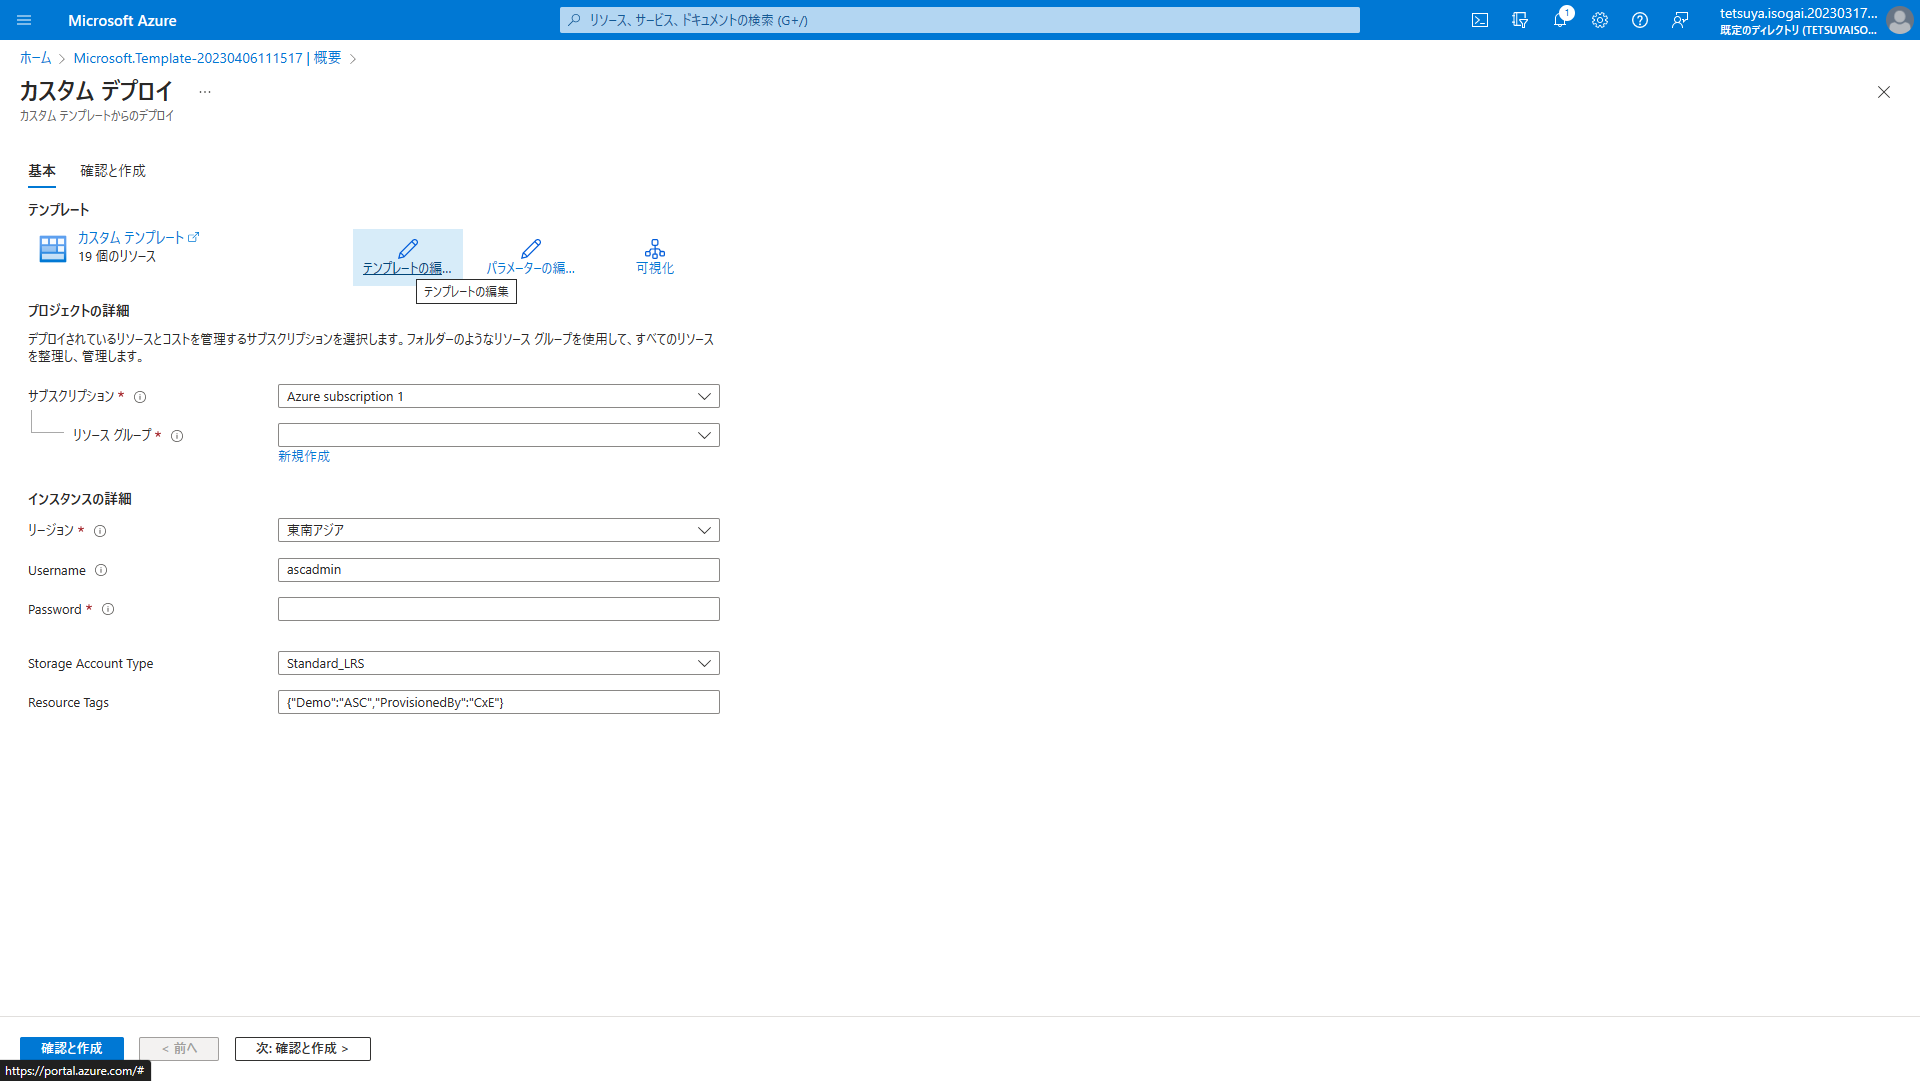 Microsoft Azure
リソース、サービス、ドキュメントの検索 (G+/)
1
tetsuya.isogai.20230317...
既定のディレクトリ (TETSUYAISO...
ホーム > Microsoft.Template-20230406111517 | 概要 >
カスタム デプロイ ...
カスタム テンプレートからのデプロイ
基本 確認と作成
テンプレート
カスタム テンプレート
19 個のリソース
テンプレートの編...
パラメーターの編...
可視化
テンプレートの編集
プロジェクトの詳細
デプロイされているリソースとコストを管理するサブスクリプションを選択します。フォルダーのようなリソース グループを使用して、すべてのリソース
を整理し、管理します。
サブスクリプション *
Azure subscription 1
リソース グループ *
新規作成
インスタンスの詳細
リージョン *
東南アジア
Username
ascadmin
Password *
Storage Account Type
Standard_LRS
Resource Tags
{"Demo":"ASC","ProvisionedBy":"CxE"}
確認と作成
< 前へ
次: 確認と作成 >
https://portal.azure.com/#